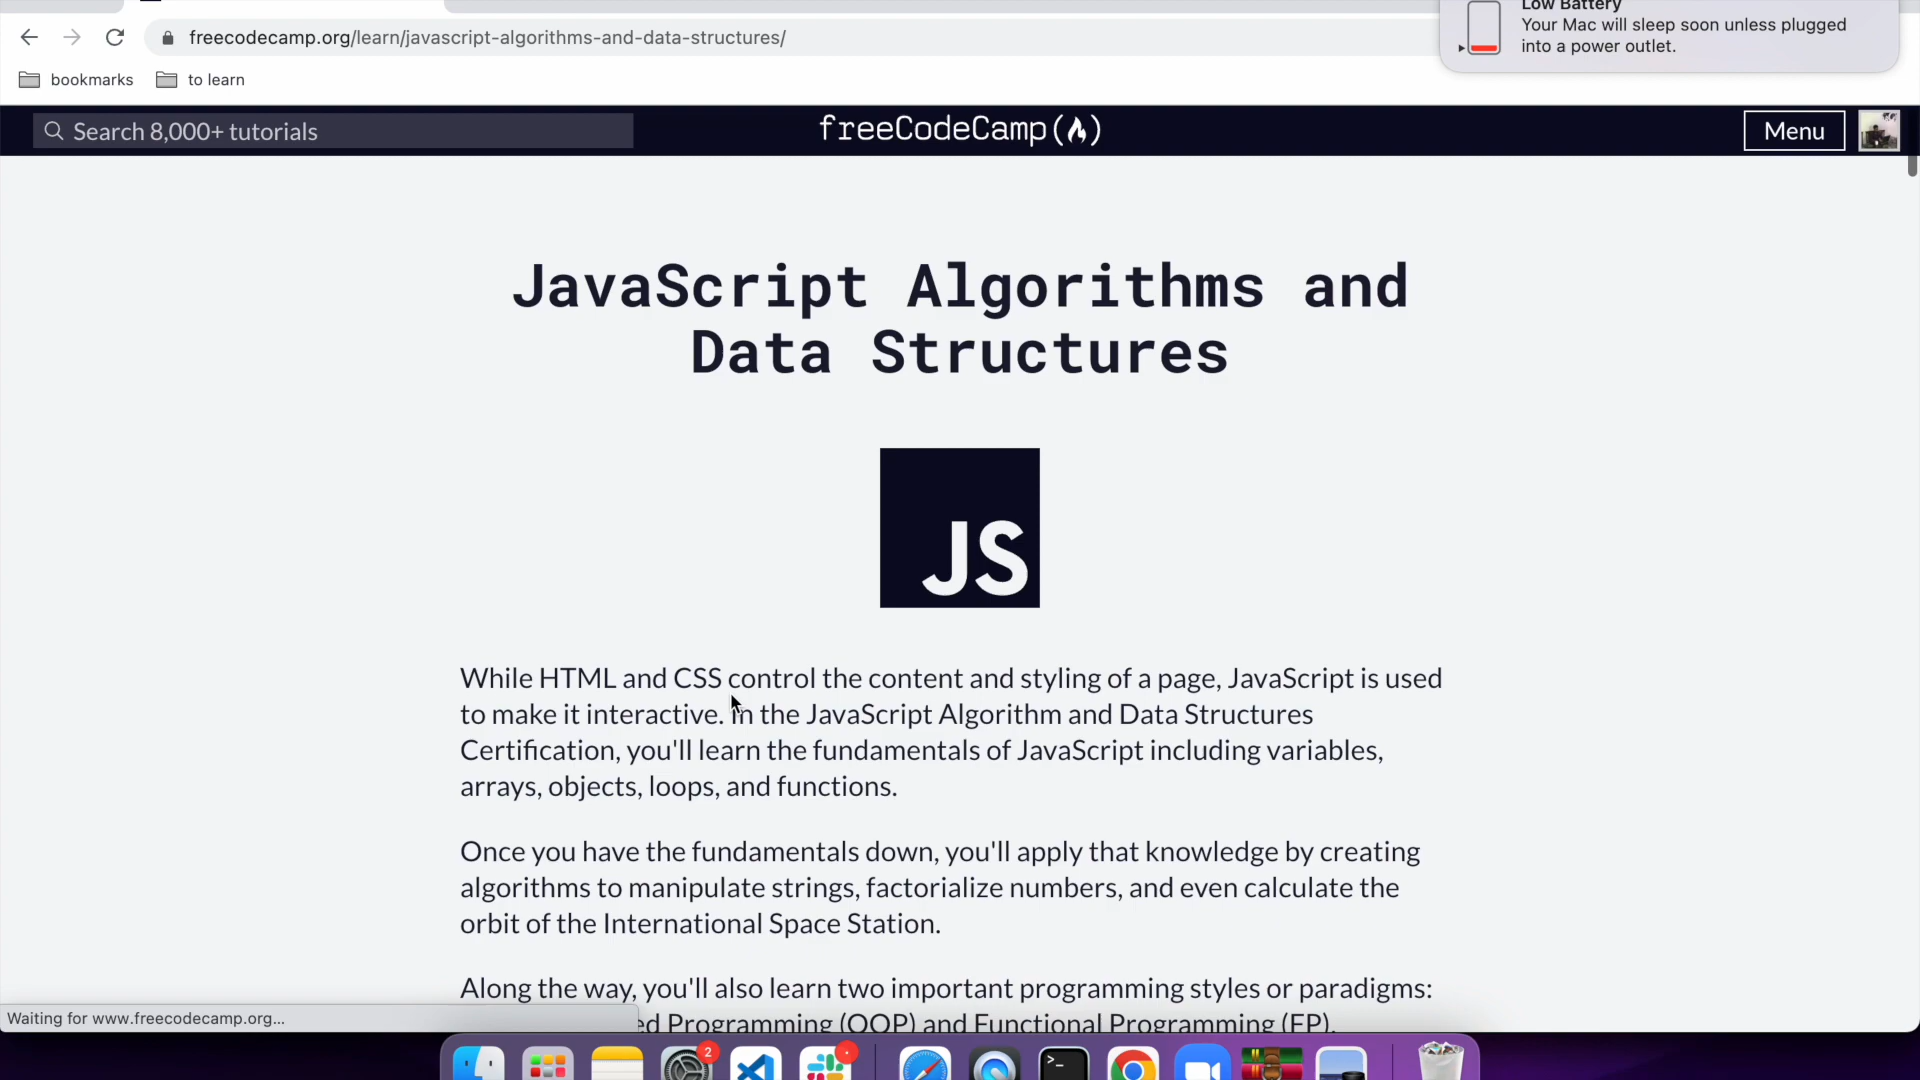 Low Battery
Your Mac will sleep soon unless plugged
into a power outlet.
freecodecamp.org/learn/javascript-algorithms-and-data-structures/
bookmarks
to learn
Search 8,000+ tutorials
freeCodeCamp(🔥)
Menu
JavaScript Algorithms and
Data Structures
JS
While HTML and CSS control the content and styling of a page, JavaScript is used
to make it interactive. In the JavaScript Algorithm and Data Structures
Certification, you'll learn the fundamentals of JavaScript including variables,
arrays, objects, loops, and functions.
Once you have the fundamentals down, you'll apply that knowledge by creating
algorithms to manipulate strings, factorialize numbers, and even calculate the
orbit of the International Space Station.
Along the way, you'll also learn two important programming styles or paradigms:
ed Programming (OOP) and Functional Programming (FP).
Waiting for www.freecodecamp.org...
2
>_